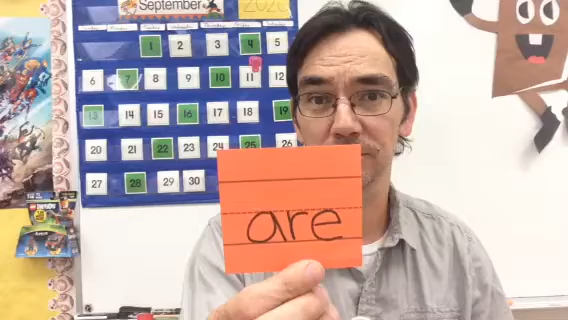 September 2020
1 2 3 4 5
6 7 8 9 10 11 12
13 14 15 16 17 18 19
20 21 22 23 24 25 26
27 28 29 30
are